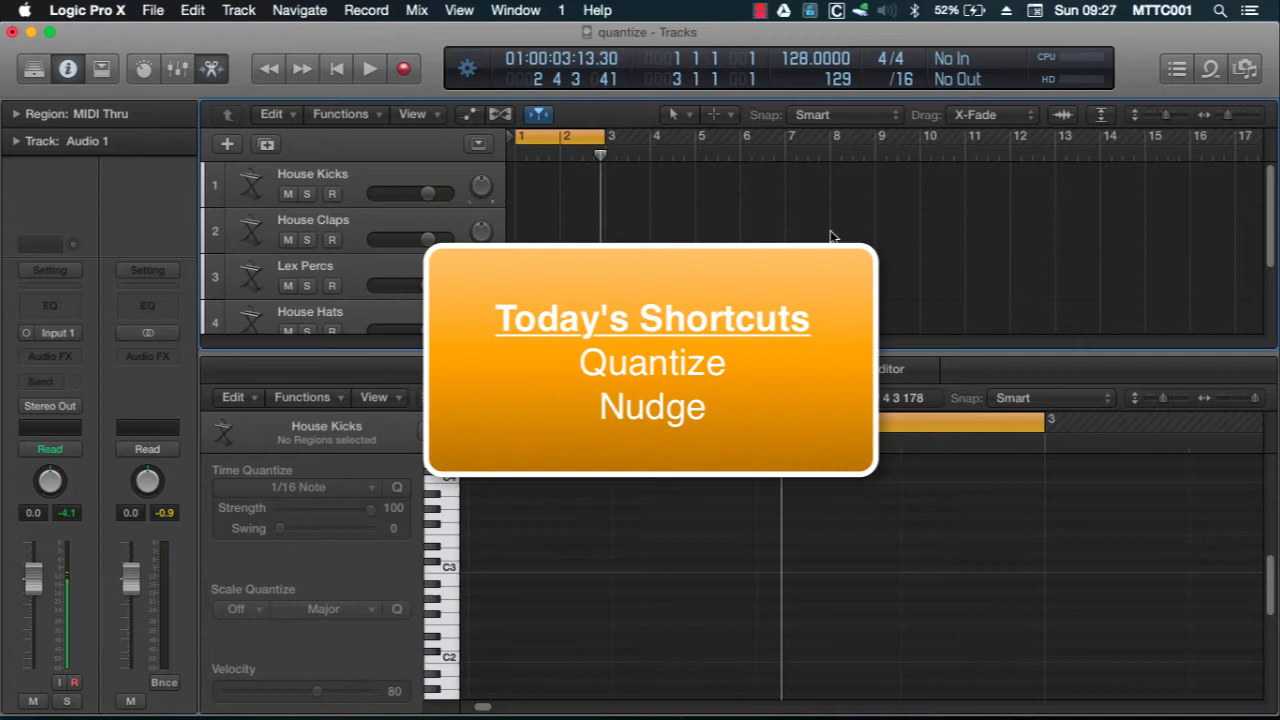 Logic Pro X File Edit Track Navigate Record Mix View Window 1 Help 52% Sun 09:27 MTTC001
quantize - Tracks
01:00:03:13.30 1 1 1 1 128.0000 4/4 No In CPU
2 4 3 41 3 1 1 1 129 /16 No Out HD
Region: MIDI Thru
Track: Audio 1
Edit Functions View Snap: Smart Drag: X-Fade
1 2 3 4 5 6 7 8 9 10 11 12 13 14 15 16 17
1 House Kicks
M S R
2 House Claps
M S R
3 Lex Percs
M S R
4 House Hats
M S R
Today's Shortcuts
Quantize
Nudge
Setting Setting
EQ EQ
Input 1
Audio FX Audio FX
Send
Stereo Out
Read Read
0.0 -4.1 0.0 -0.9
I R Bnce
M S M
Edit Functions View 4 3 178 Snap: Smart
House Kicks
No Regions selected
3
Time Quantize
1/16 Note Q
Strength 100
Swing 0
Scale Quantize
Off Major Q
Velocity
80
C3
C2